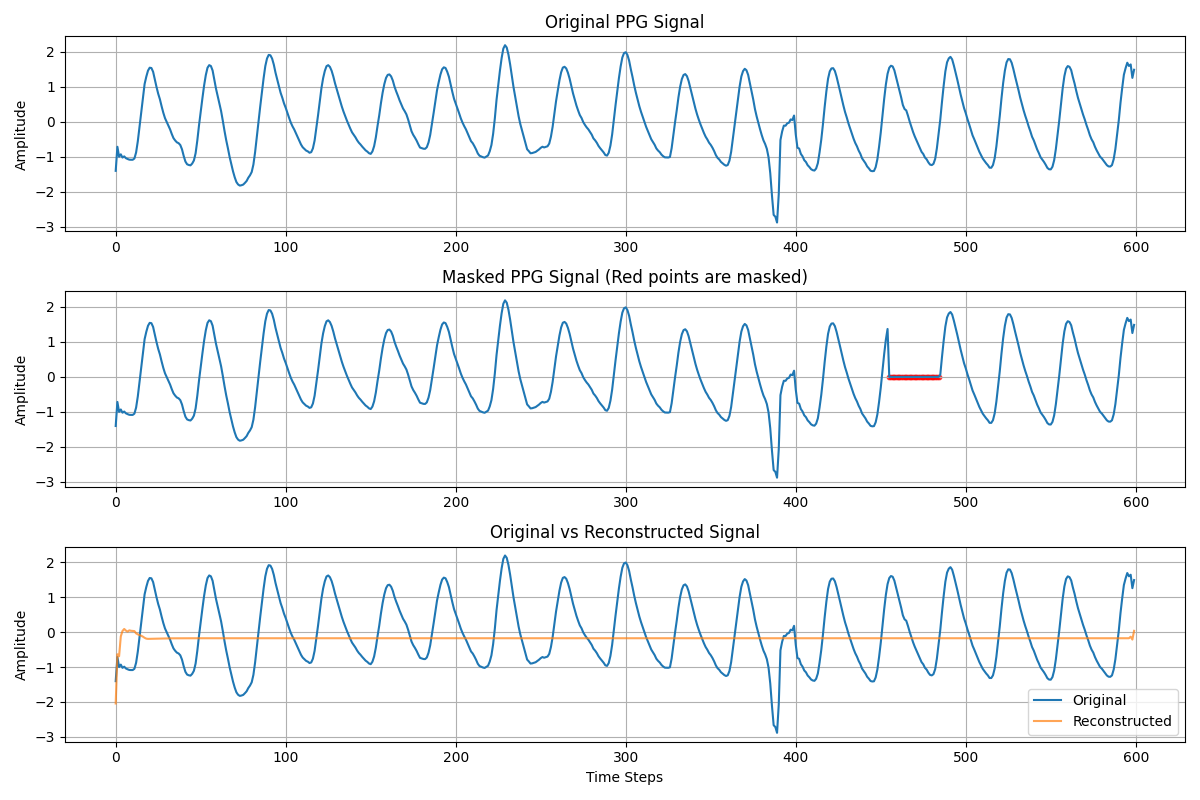 Original PPG Signal
Amplitude
2
1
0
−1
−2
−3
0 100 200 300 400 500 600
Masked PPG Signal (Red points are masked)
Amplitude
2
1
0
−1
−2
−3
0 100 200 300 400 500 600
Original vs Reconstructed Signal
Amplitude
2
1
0
−1
−2
−3
Original
Reconstructed
0 100 200 300 400 500 600
Time Steps